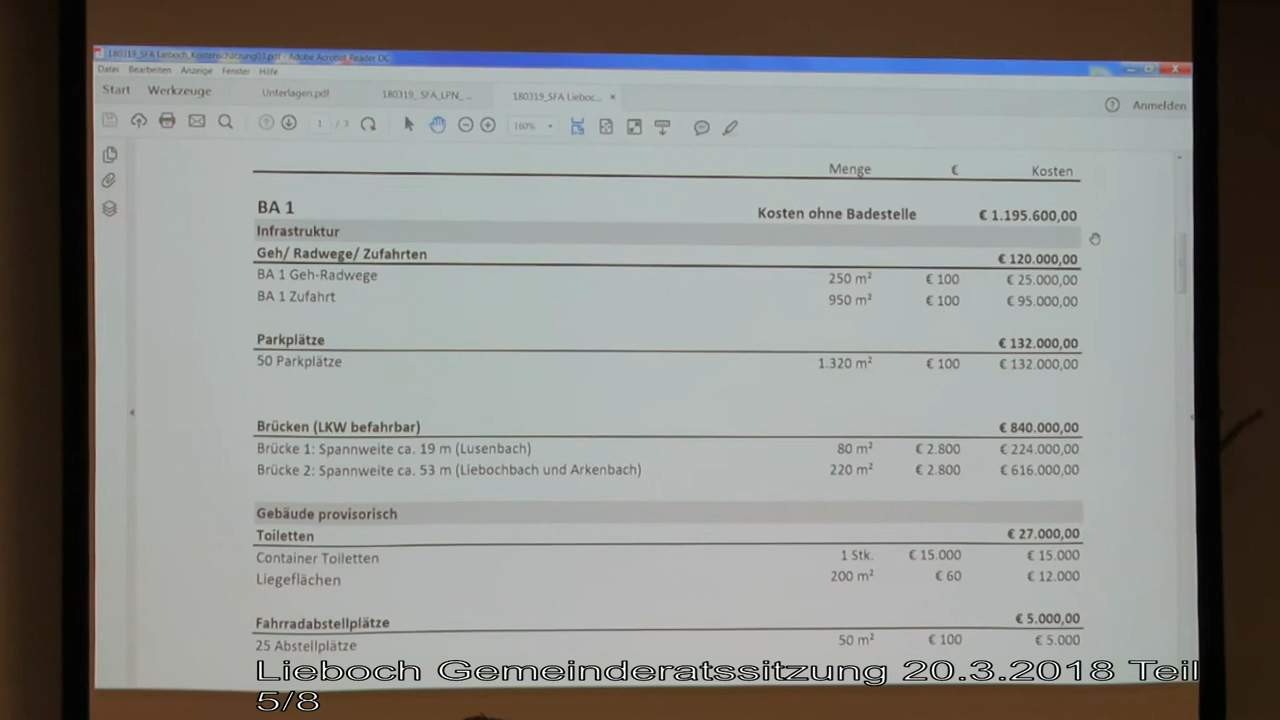 180319_SFA Lieboch_Kostenschätzung03.pdf - Adobe Acrobat Reader DC
Datei Bearbeiten Anzeige Fenster Hilfe
Start Werkzeuge Unterlagen.pdf 180319_ SFA_LPN_ ... 180319_SFA Lieboc... × Anmelden
1 / 3 160%
Menge € Kosten
BA 1 Kosten ohne Badestelle € 1.195.600,00
Infrastruktur
Geh/ Radwege/ Zufahrten € 120.000,00
BA 1 Geh-Radwege 250 m² € 100 € 25.000,00
BA 1 Zufahrt 950 m² € 100 € 95.000,00
Parkplätze € 132.000,00
50 Parkplätze 1.320 m² € 100 € 132.000,00
Brücken (LKW befahrbar) € 840.000,00
Brücke 1: Spannweite ca. 19 m (Lusenbach) 80 m² € 2.800 € 224.000,00
Brücke 2: Spannweite ca. 53 m (Liebochbach und Arkenbach) 220 m² € 2.800 € 616.000,00
Gebäude provisorisch
Toiletten € 27.000,00
Container Toiletten 1 Stk. € 15.000 € 15.000
Liegeflächen 200 m² € 60 € 12.000
Fahrradabstellplätze € 5.000,00
25 Abstellplätze 50 m² € 100 € 5.000
Lieboch Gemeinderatssitzung 20.3.2018 Teil
5/8